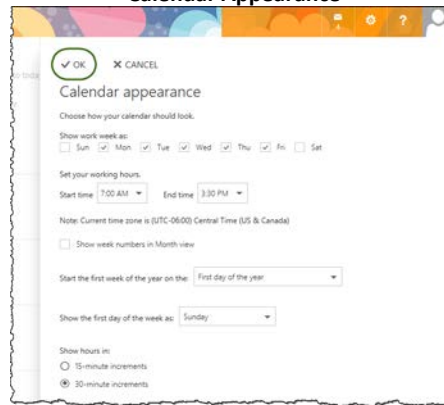 Calendar Appearance
?
to today
OK CANCEL
Calendar appearance
Choose how your calendar should look.
Show work week as:
Sun Mon Tue Wed Thu Fri Sat
Set your working hours.
Start time 7:00 AM End time 3:30 PM
Note: Current time zone is (UTC-06:00) Central Time (US & Canada)
Show week numbers in Month view
Start the first week of the year on the: First day of the year
Show the first day of the week as: Sunday
Show hours in:
15-minute increments
30-minute increments